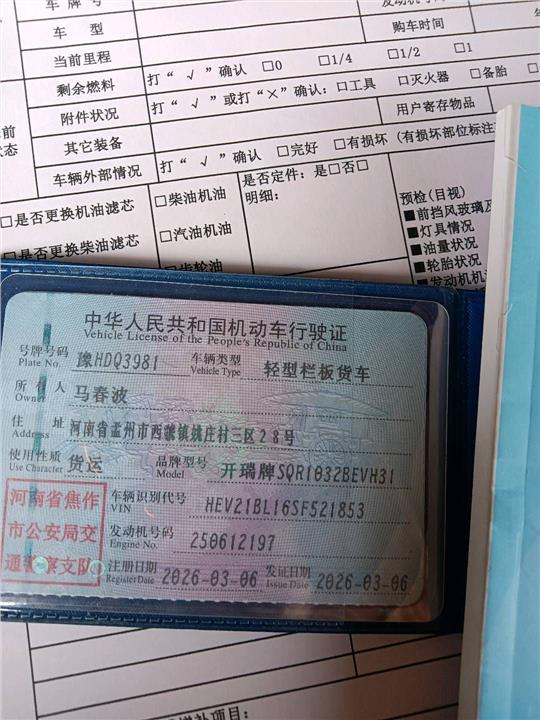 车牌号
发动机号
车 型
购车时间
当前里程
剩余燃料 打“√”确认 □0 □1/4 □1/2 □1
附件状况 打“√”或打“×”确认：□工具 □灭火器 □备胎
其它装备 用户寄存物品
车辆外部情况 打“√”确认 □完好 □有损坏 (有损坏部位标注
□是否更换机油滤芯 □柴油机油 是否定件：是□否□
明细：
□是否更换柴油滤芯 □汽油机油
□齿轮油
预检(目视)
■前挡风玻璃及
■灯具情况
■油量状况
■轮胎状况
■发动机机油
中华人民共和国机动车行驶证
Vehicle License of the People's Republic of China
号牌号码 豫HDQ3981 车辆类型 轻型栏板货车
Plate No. Vehicle Type
所有人 马春波
Owner
住 址 河南省孟州市西虢镇姚庄村三区28号
Address
使用性质 货运 品牌型号 开瑞牌SQR1032BEVH31
Use Character Model
河南省焦作
市公安局交
通警察支队
车辆识别代号 HEV21BL16SF521853
VIN
发动机号码 250612197
Engine No.
注册日期 2026-03-06 发证日期 2026-03-06
Register Date Issue Date